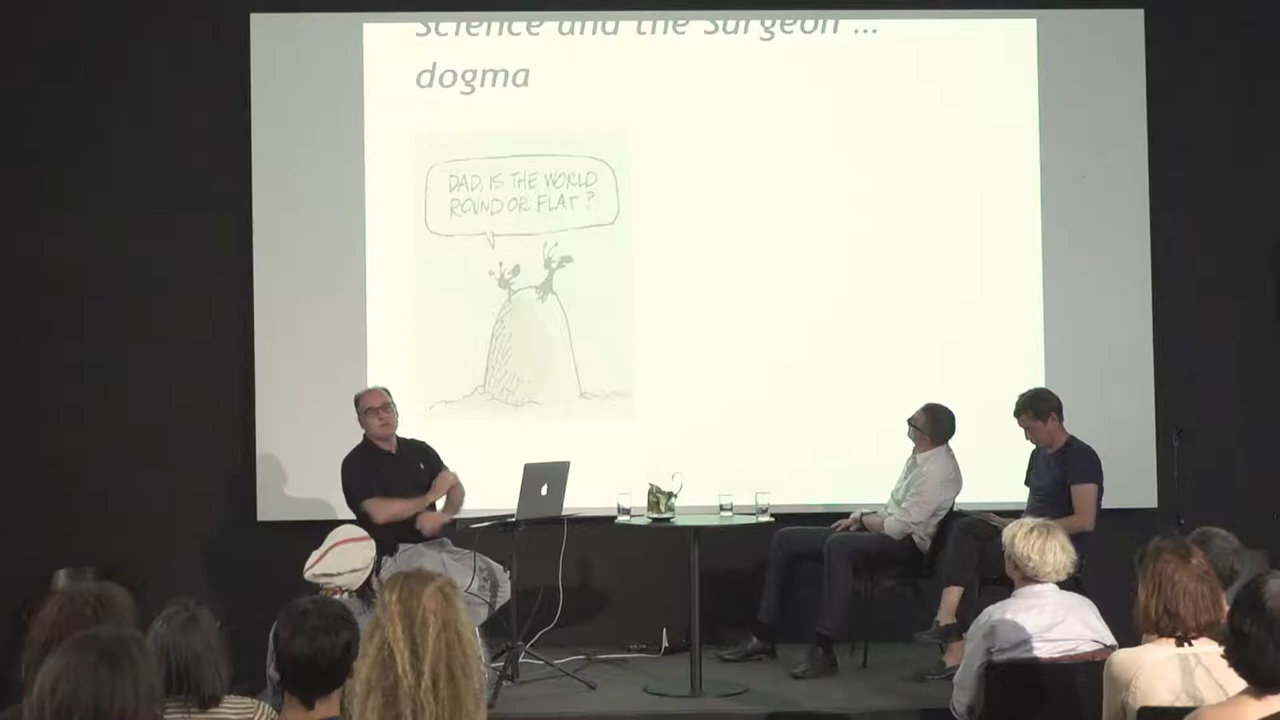 Science and the Surgeon ...
dogma
DAD, IS THE WORLD
ROUND OR FLAT?